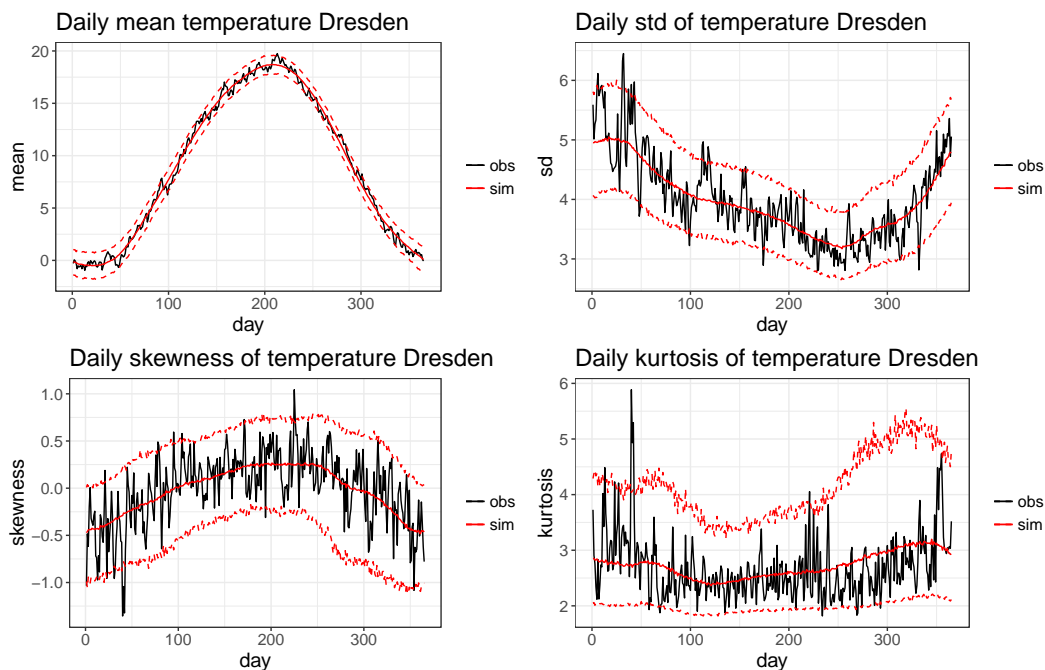 Daily mean temperature Dresden
20
15
10
5
0
mean
0
100
200
300
day
obs
sim
Daily std of temperature Dresden
6
5
4
3
sd
0
100
200
300
day
obs
sim
Daily skewness of temperature Dresden
1.0
0.5
0.0
−0.5
−1.0
skewness
0
100
200
300
day
obs
sim
Daily kurtosis of temperature Dresden
6
5
4
3
2
kurtosis
0
100
200
300
day
obs
sim